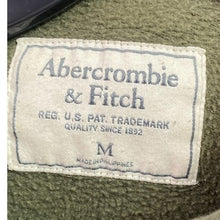 Abercrombie
& Fitch
REG. U.S. PAT. TRADEMARK
QUALITY SINCE 1892
M
MADE IN PHILIPPINES